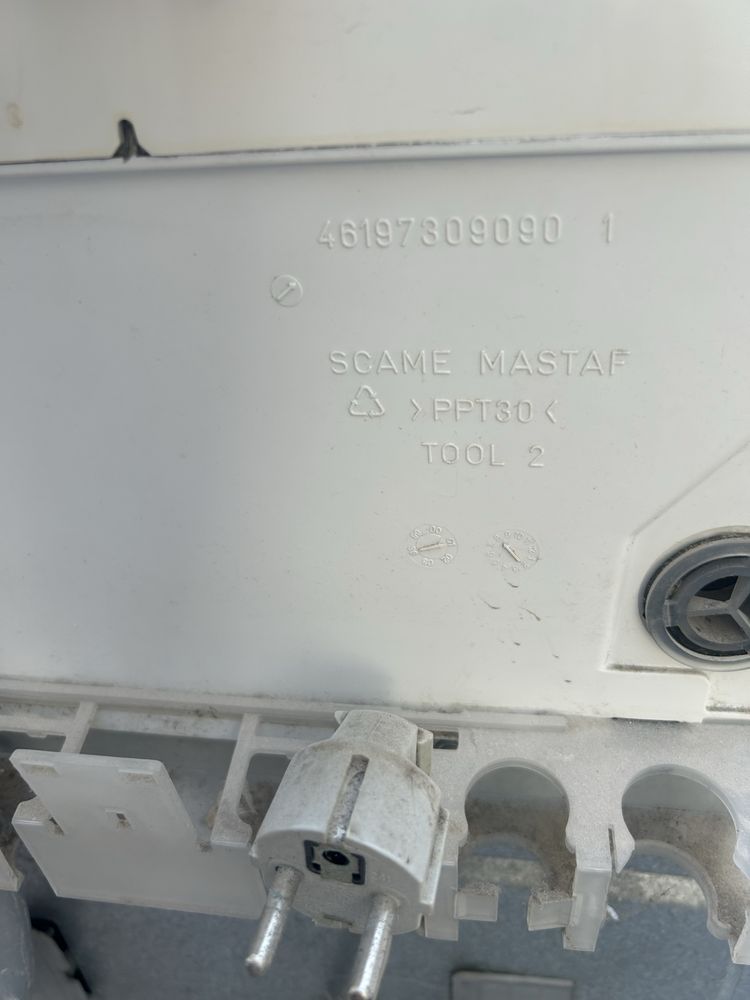 46197309090 1
SCAME MASTAF
>PPT30<
TOOL 2